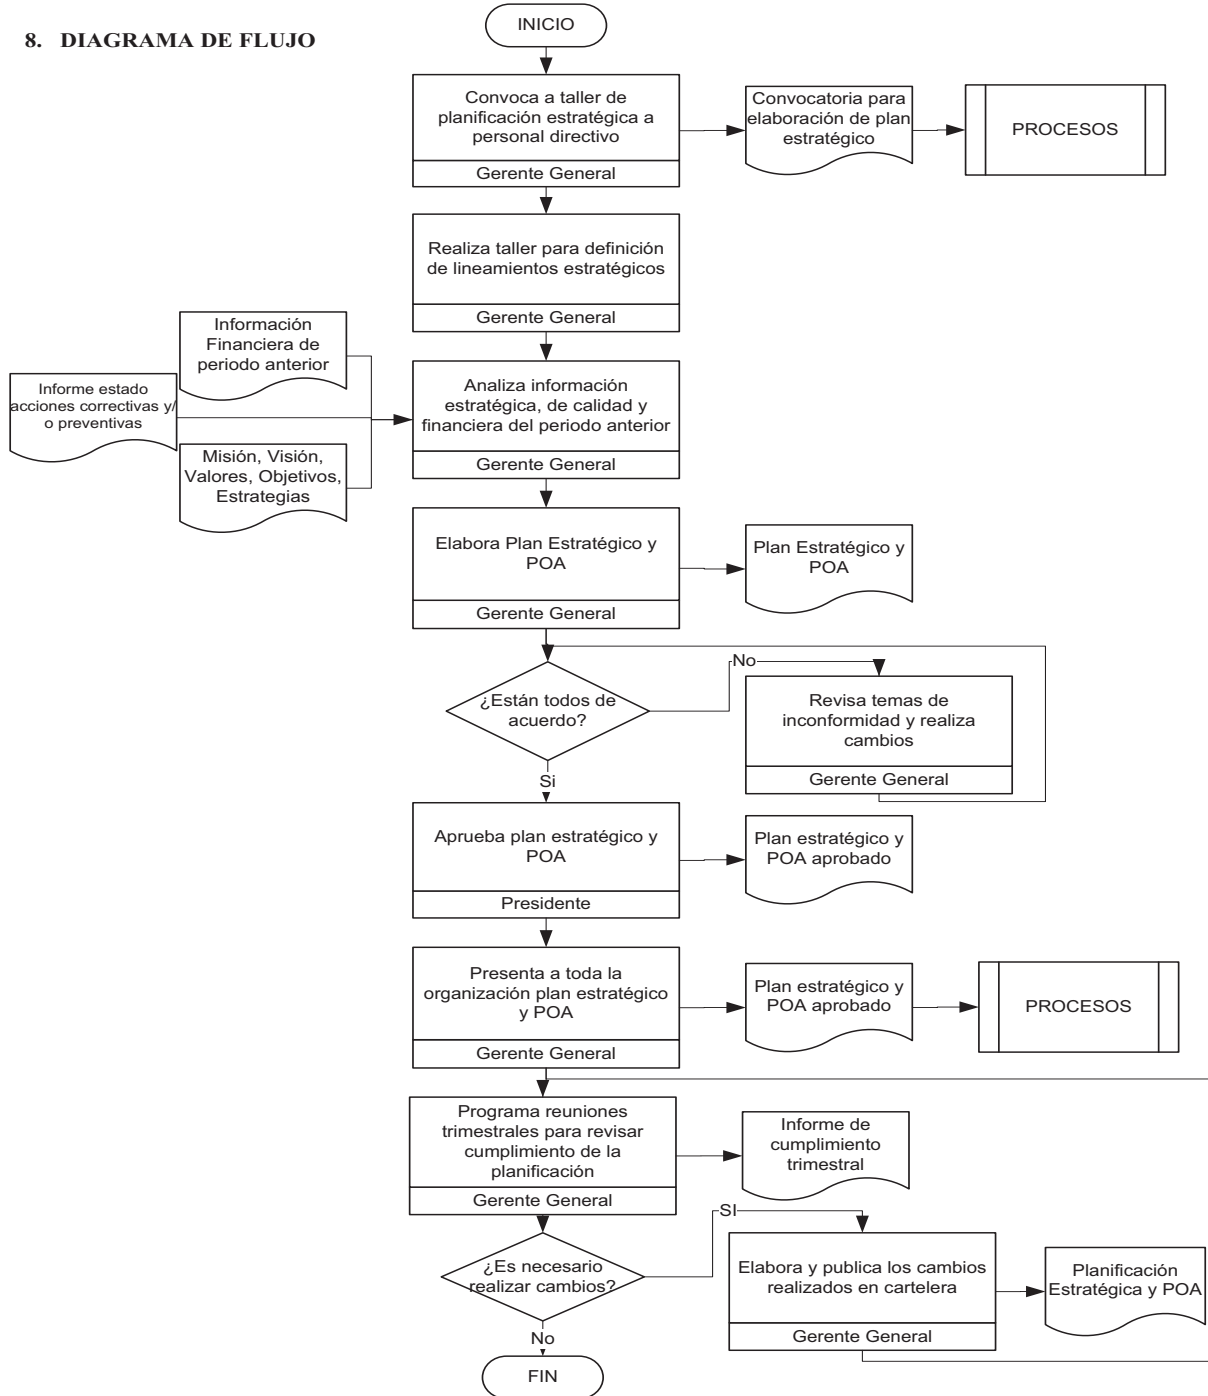 8. DIAGRAMA DE FLUJO
INICIO
Convoca a taller de
planificación estratégica a
personal directivo
Gerente General
Convocatoria para
elaboración de plan
estratégico
PROCESOS
Realiza taller para definición
de lineamientos estratégicos
Gerente General
Información
Financiera de
periodo anterior
Informe estado
acciones correctivas y/
o preventivas
Misión, Visión,
Valores, Objetivos,
Estrategias
Analiza información
estratégica, de calidad y
financiera del periodo anterior
Gerente General
Elabora Plan Estratégico y
POA
Gerente General
Plan Estratégico y
POA
¿Están todos de
acuerdo?
No
Revisa temas de
inconformidad y realiza
cambios
Gerente General
Si
Aprueba plan estratégico y
POA
Presidente
Plan estratégico y
POA aprobado
Presenta a toda la
organización plan estratégico
y POA
Gerente General
Plan estratégico y
POA aprobado
PROCESOS
Programa reuniones
trimestrales para revisar
cumplimiento de la
planificación
Gerente General
Informe de
cumplimiento
trimestral
¿Es necesario
realizar cambios?
SI
Elabora y publica los cambios
realizados en cartelera
Gerente General
Planificación
Estratégica y POA
No
FIN